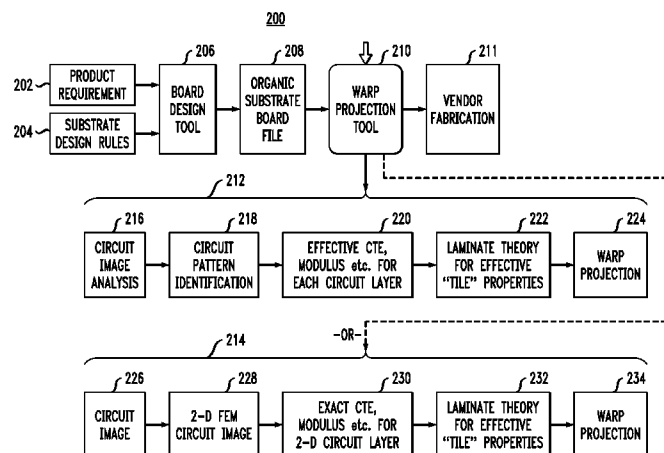 200
206
208
210
211
202
PRODUCT
REQUIREMENT
204
SUBSTRATE
DESIGN RULES
BOARD
DESIGN
TOOL
ORGANIC
SUBSTRATE
BOARD
FILE
WARP
PROJECTION
TOOL
VENDOR
FABRICATION
212
216
218
220
222
224
CIRCUIT
IMAGE
ANALYSIS
CIRCUIT
PATTERN
IDENTIFICATION
EFFECTIVE CTE,
MODULUS etc. FOR
EACH CIRCUIT LAYER
LAMINATE THEORY
FOR EFFECTIVE
"TILE" PROPERTIES
WARP
PROJECTION
-OR-
214
226
228
230
232
234
CIRCUIT
IMAGE
2-D FEM
CIRCUIT IMAGE
EXACT CTE,
MODULUS etc. FOR
2-D CIRCUIT LAYER
LAMINATE THEORY
FOR EFFECTIVE
"TILE" PROPERTIES
WARP
PROJECTION